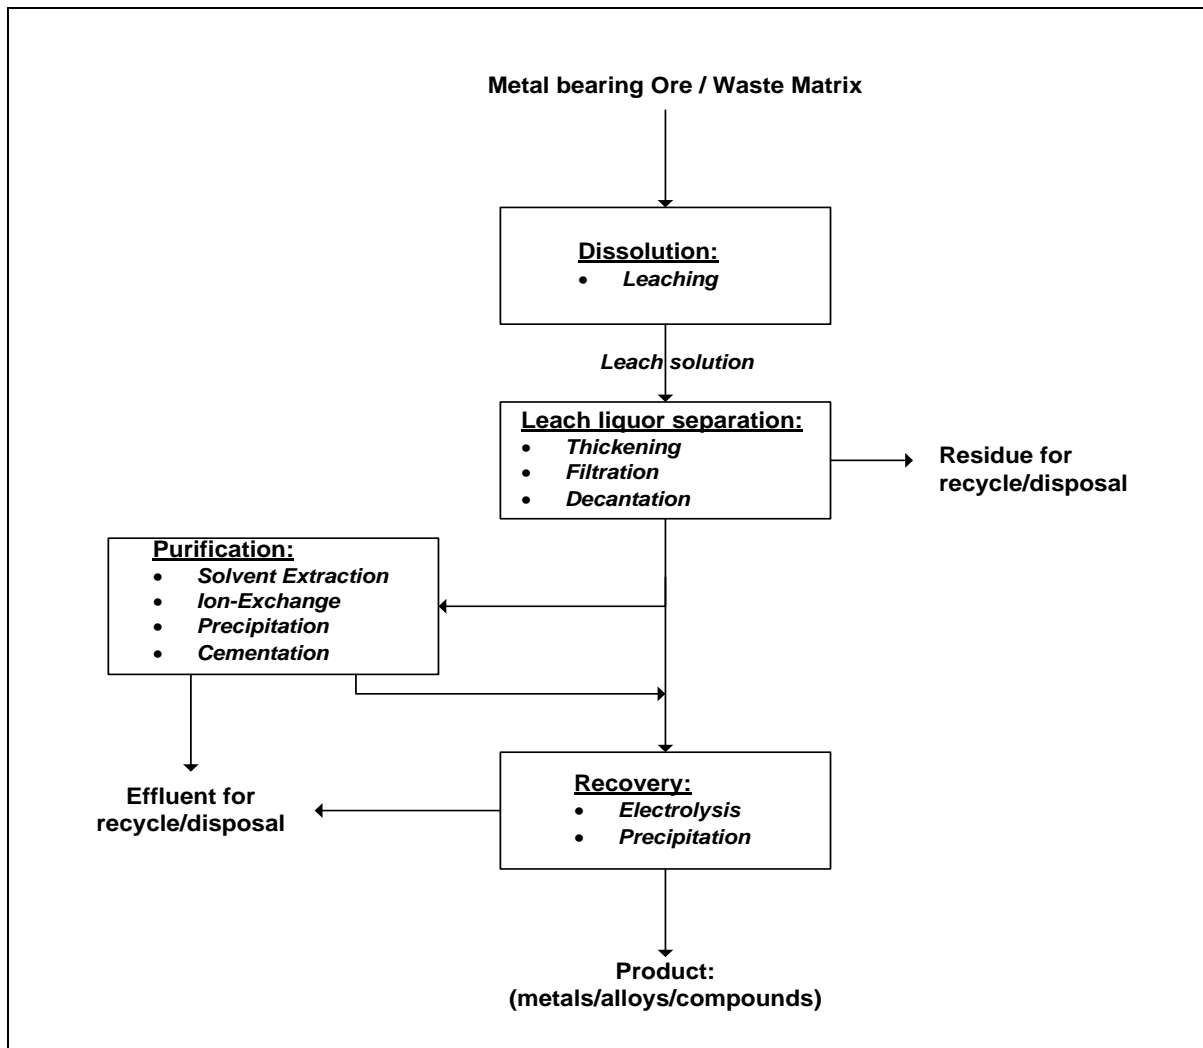 Metal bearing Ore / Waste Matrix
Dissolution:
• Leaching
Leach solution
Leach liquor separation:
• Thickening
• Filtration
• Decantation
Residue for
recycle/disposal
Purification:
• Solvent Extraction
• Ion-Exchange
• Precipitation
• Cementation
Effluent for
recycle/disposal
Recovery:
• Electrolysis
• Precipitation
Product:
(metals/alloys/compounds)